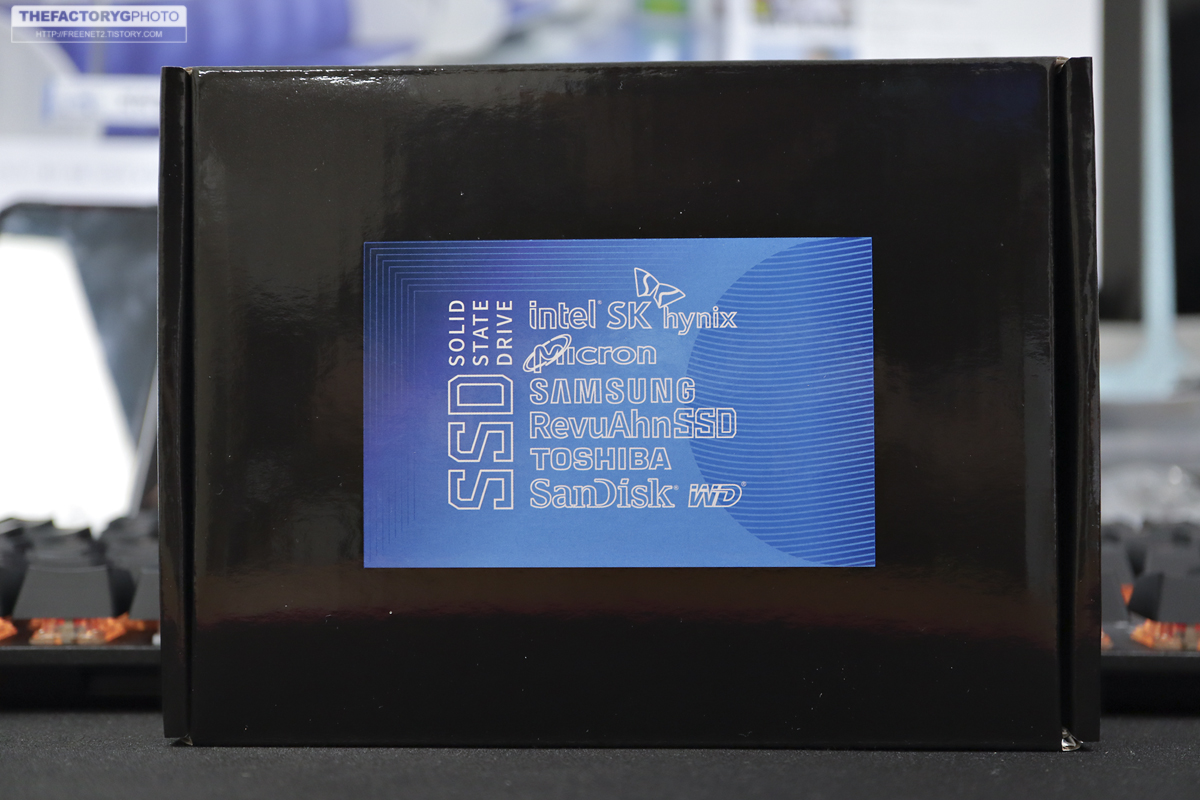 THEFACTORYGPHOTO
HTTP://FREENET2.TISTORY.COM
SSD
SOLID
STATE
DRIVE
intel® SK hynix
Micron
SAMSUNG
RevuAhnSSD
TOSHIBA
SanDisk® WD®